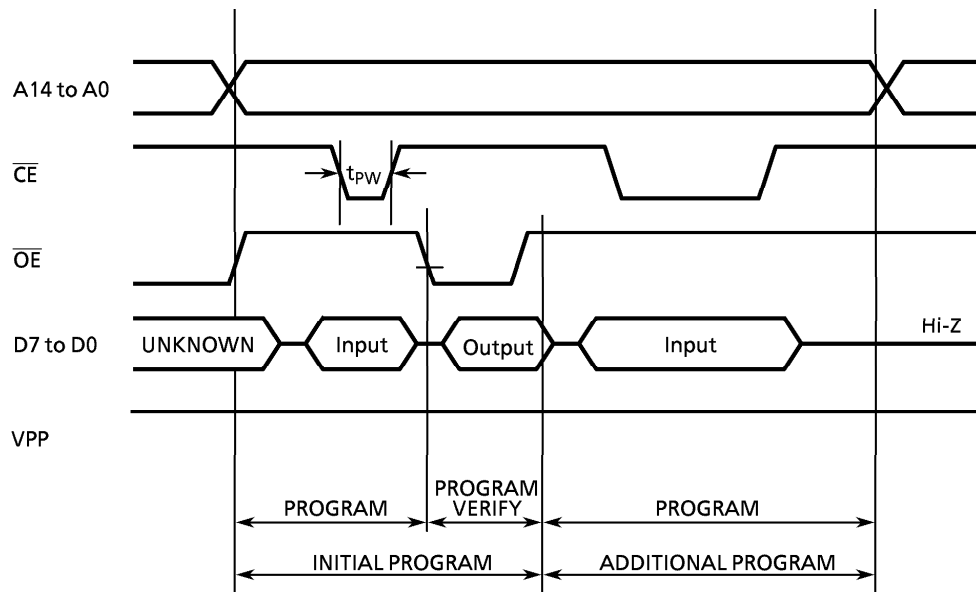 A14 to A0
CE
tPW
OE
D7 to D0
UNKNOWN
Input
Output
Input
Hi-Z
VPP
PROGRAM
PROGRAM
VERIFY
PROGRAM
INITIAL PROGRAM
ADDITIONAL PROGRAM